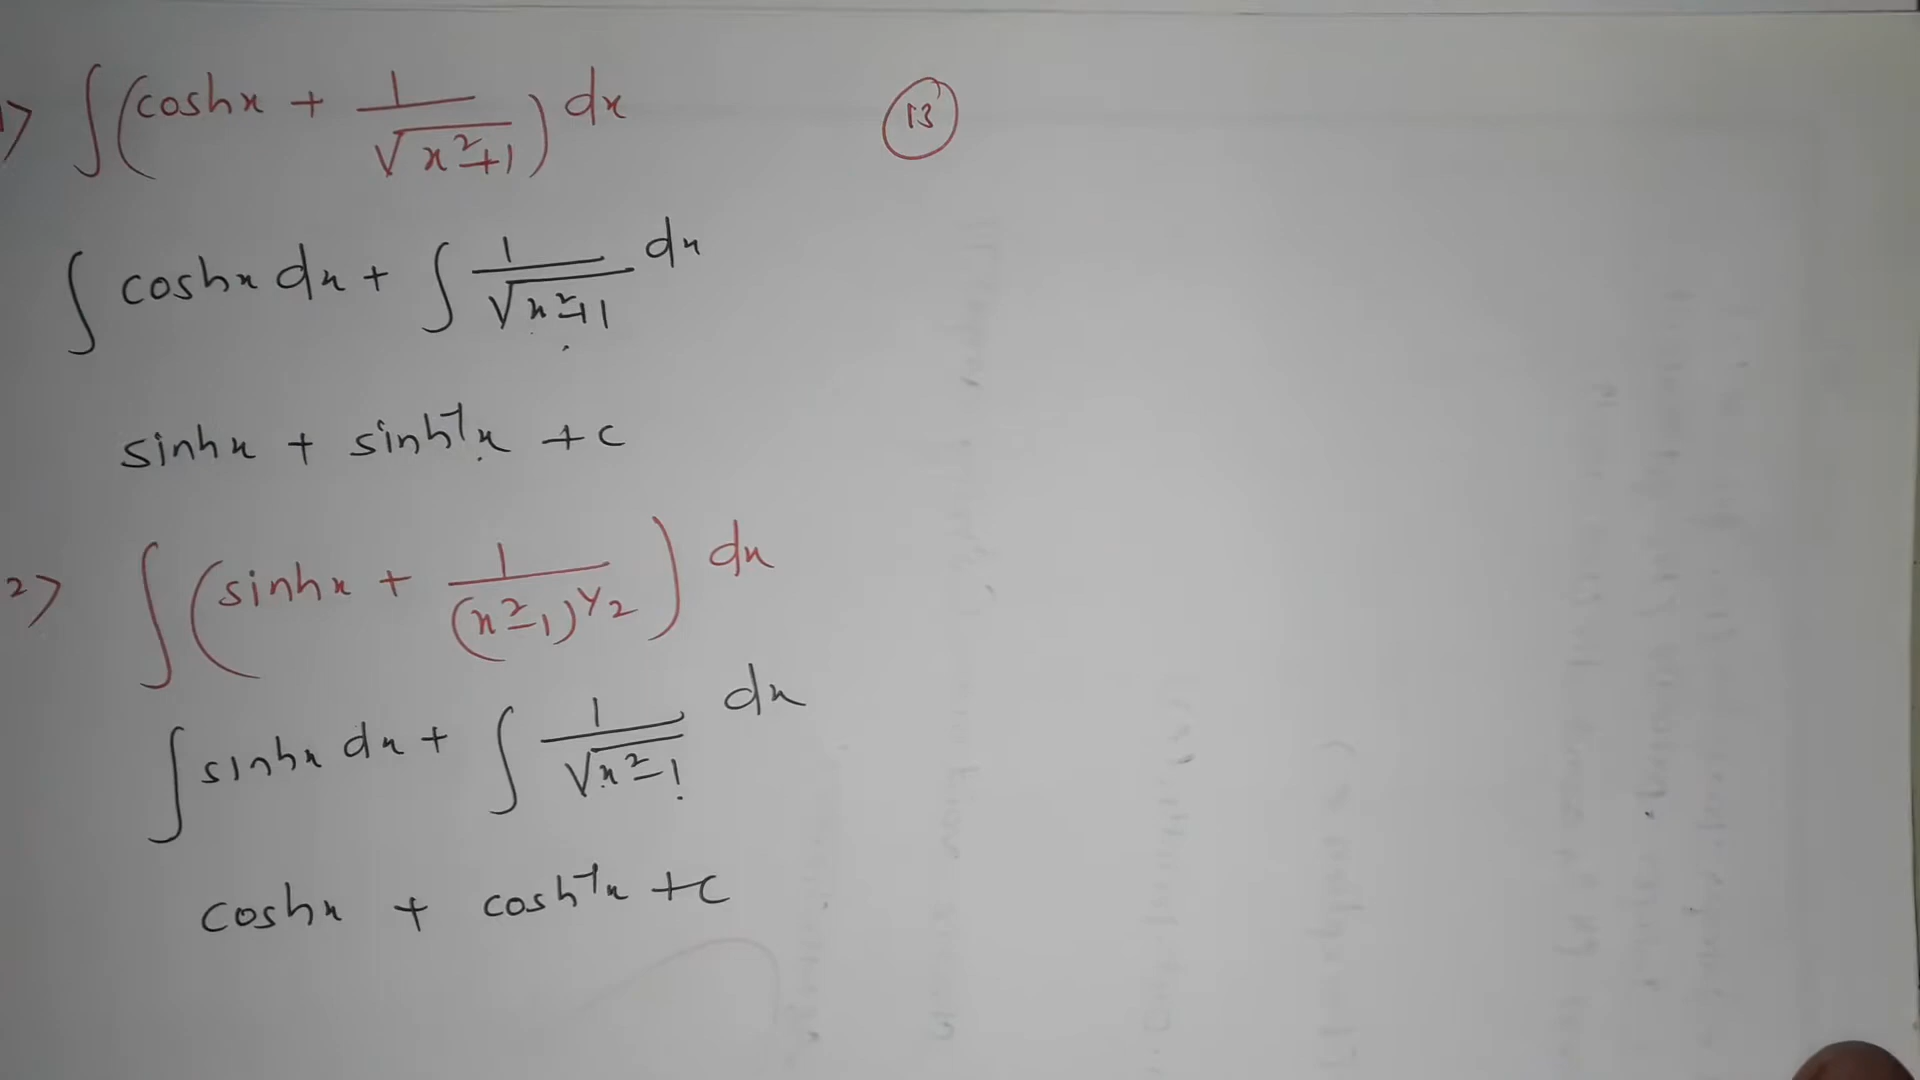 1) ∫(coshx + 1/√(x²+1)) dx
13
∫ coshx dx + ∫ 1/√(x²+1) dx
sinhx + sinh⁻¹x + c
2) ∫(sinhx + 1/(x²-1)^1/2) dx
∫ sinhx dx + ∫ 1/√(x²-1) dx
coshx + cosh⁻¹x + c